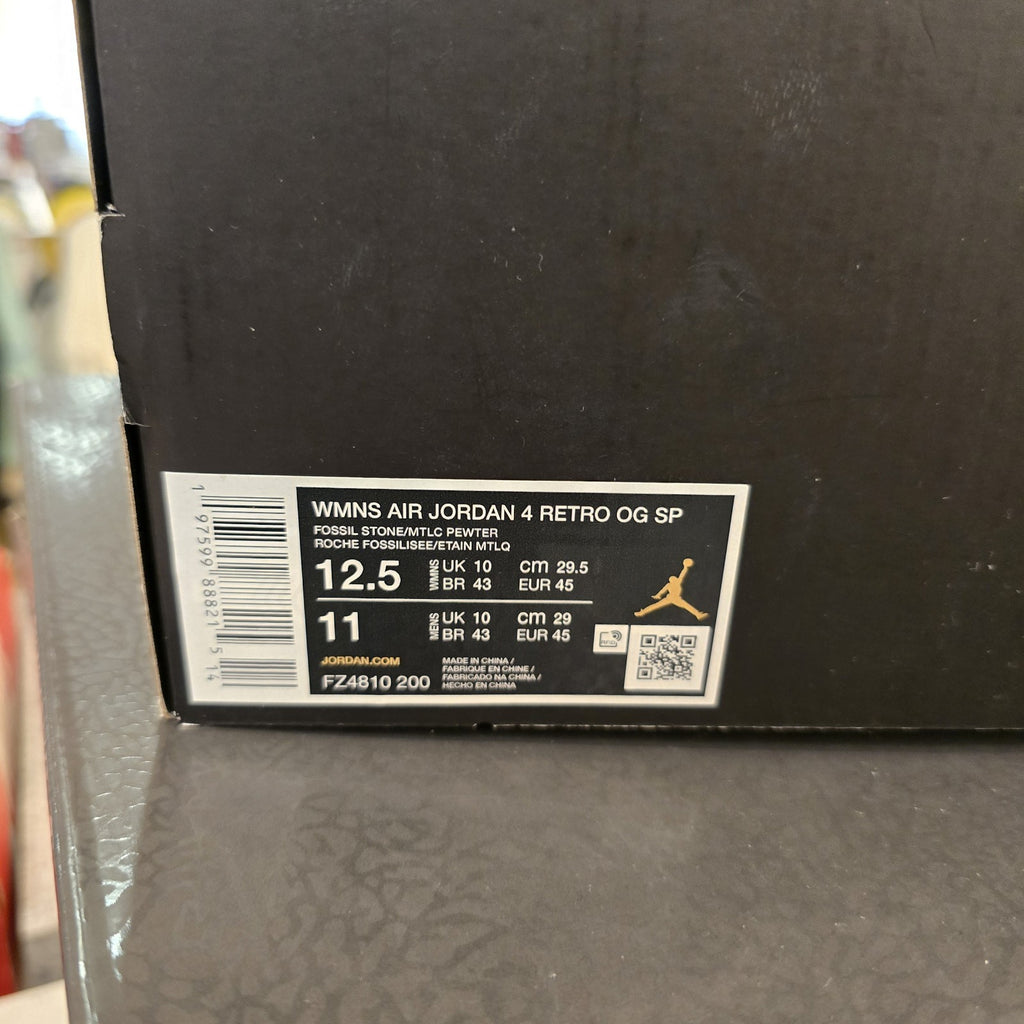 WMNS AIR JORDAN 4 RETRO OG SP
FOSSIL STONE/MTLC PEWTER
ROCHE FOSSILISEE/ETAIN MTLQ
12.5 WMNS UK 10 cm 29.5
BR 43 EUR 45
11 MENS UK 10 cm 29
BR 43 EUR 45
JORDAN.COM
FZ4810 200
MADE IN CHINA /
FABRIQUE EN CHINE /
FABRICADO NA CHINA /
HECHO EN CHINA
RFID
1 97599 88821 5 14